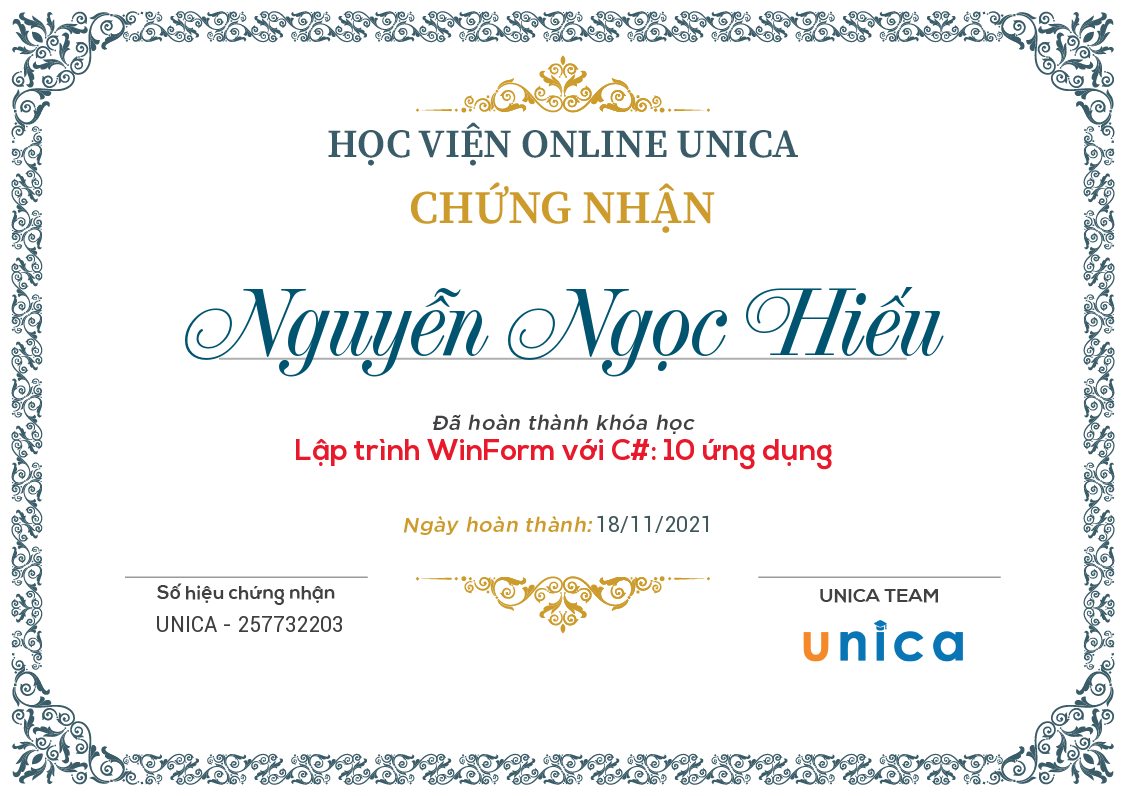 HỌC VIỆN ONLINE UNICA
CHỨNG NHẬN
Nguyễn Ngọc Hiếu
Đã hoàn thành khóa học
Lập trình WinForm với C#: 10 ứng dụng
Ngày hoàn thành: 18/11/2021
Số hiệu chứng nhận
UNICA - 257732203
UNICA TEAM
unica